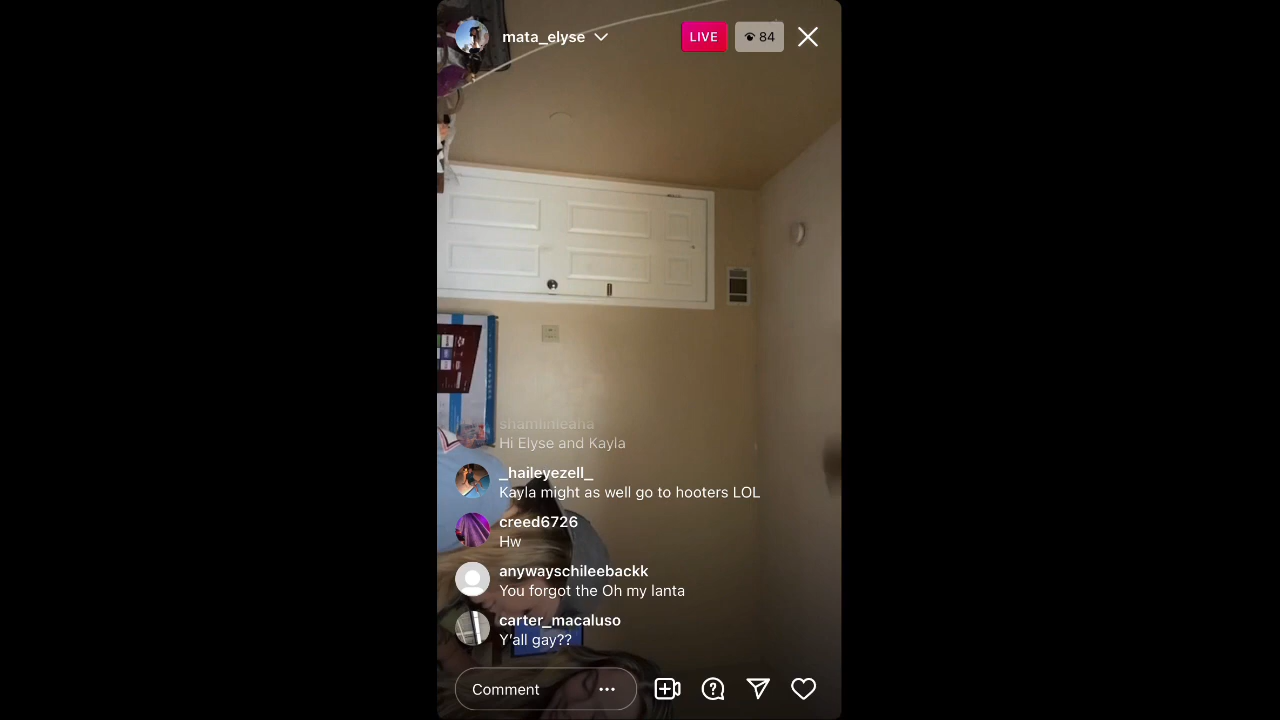 mata_elyse
LIVE
84
shamlinleana
Hi Elyse and Kayla
_haileyezell_
Kayla might as well go to hooters LOL
creed6726
Hw
anywayschileebackk
You forgot the Oh my lanta
carter_macaluso
Y'all gay??
Comment